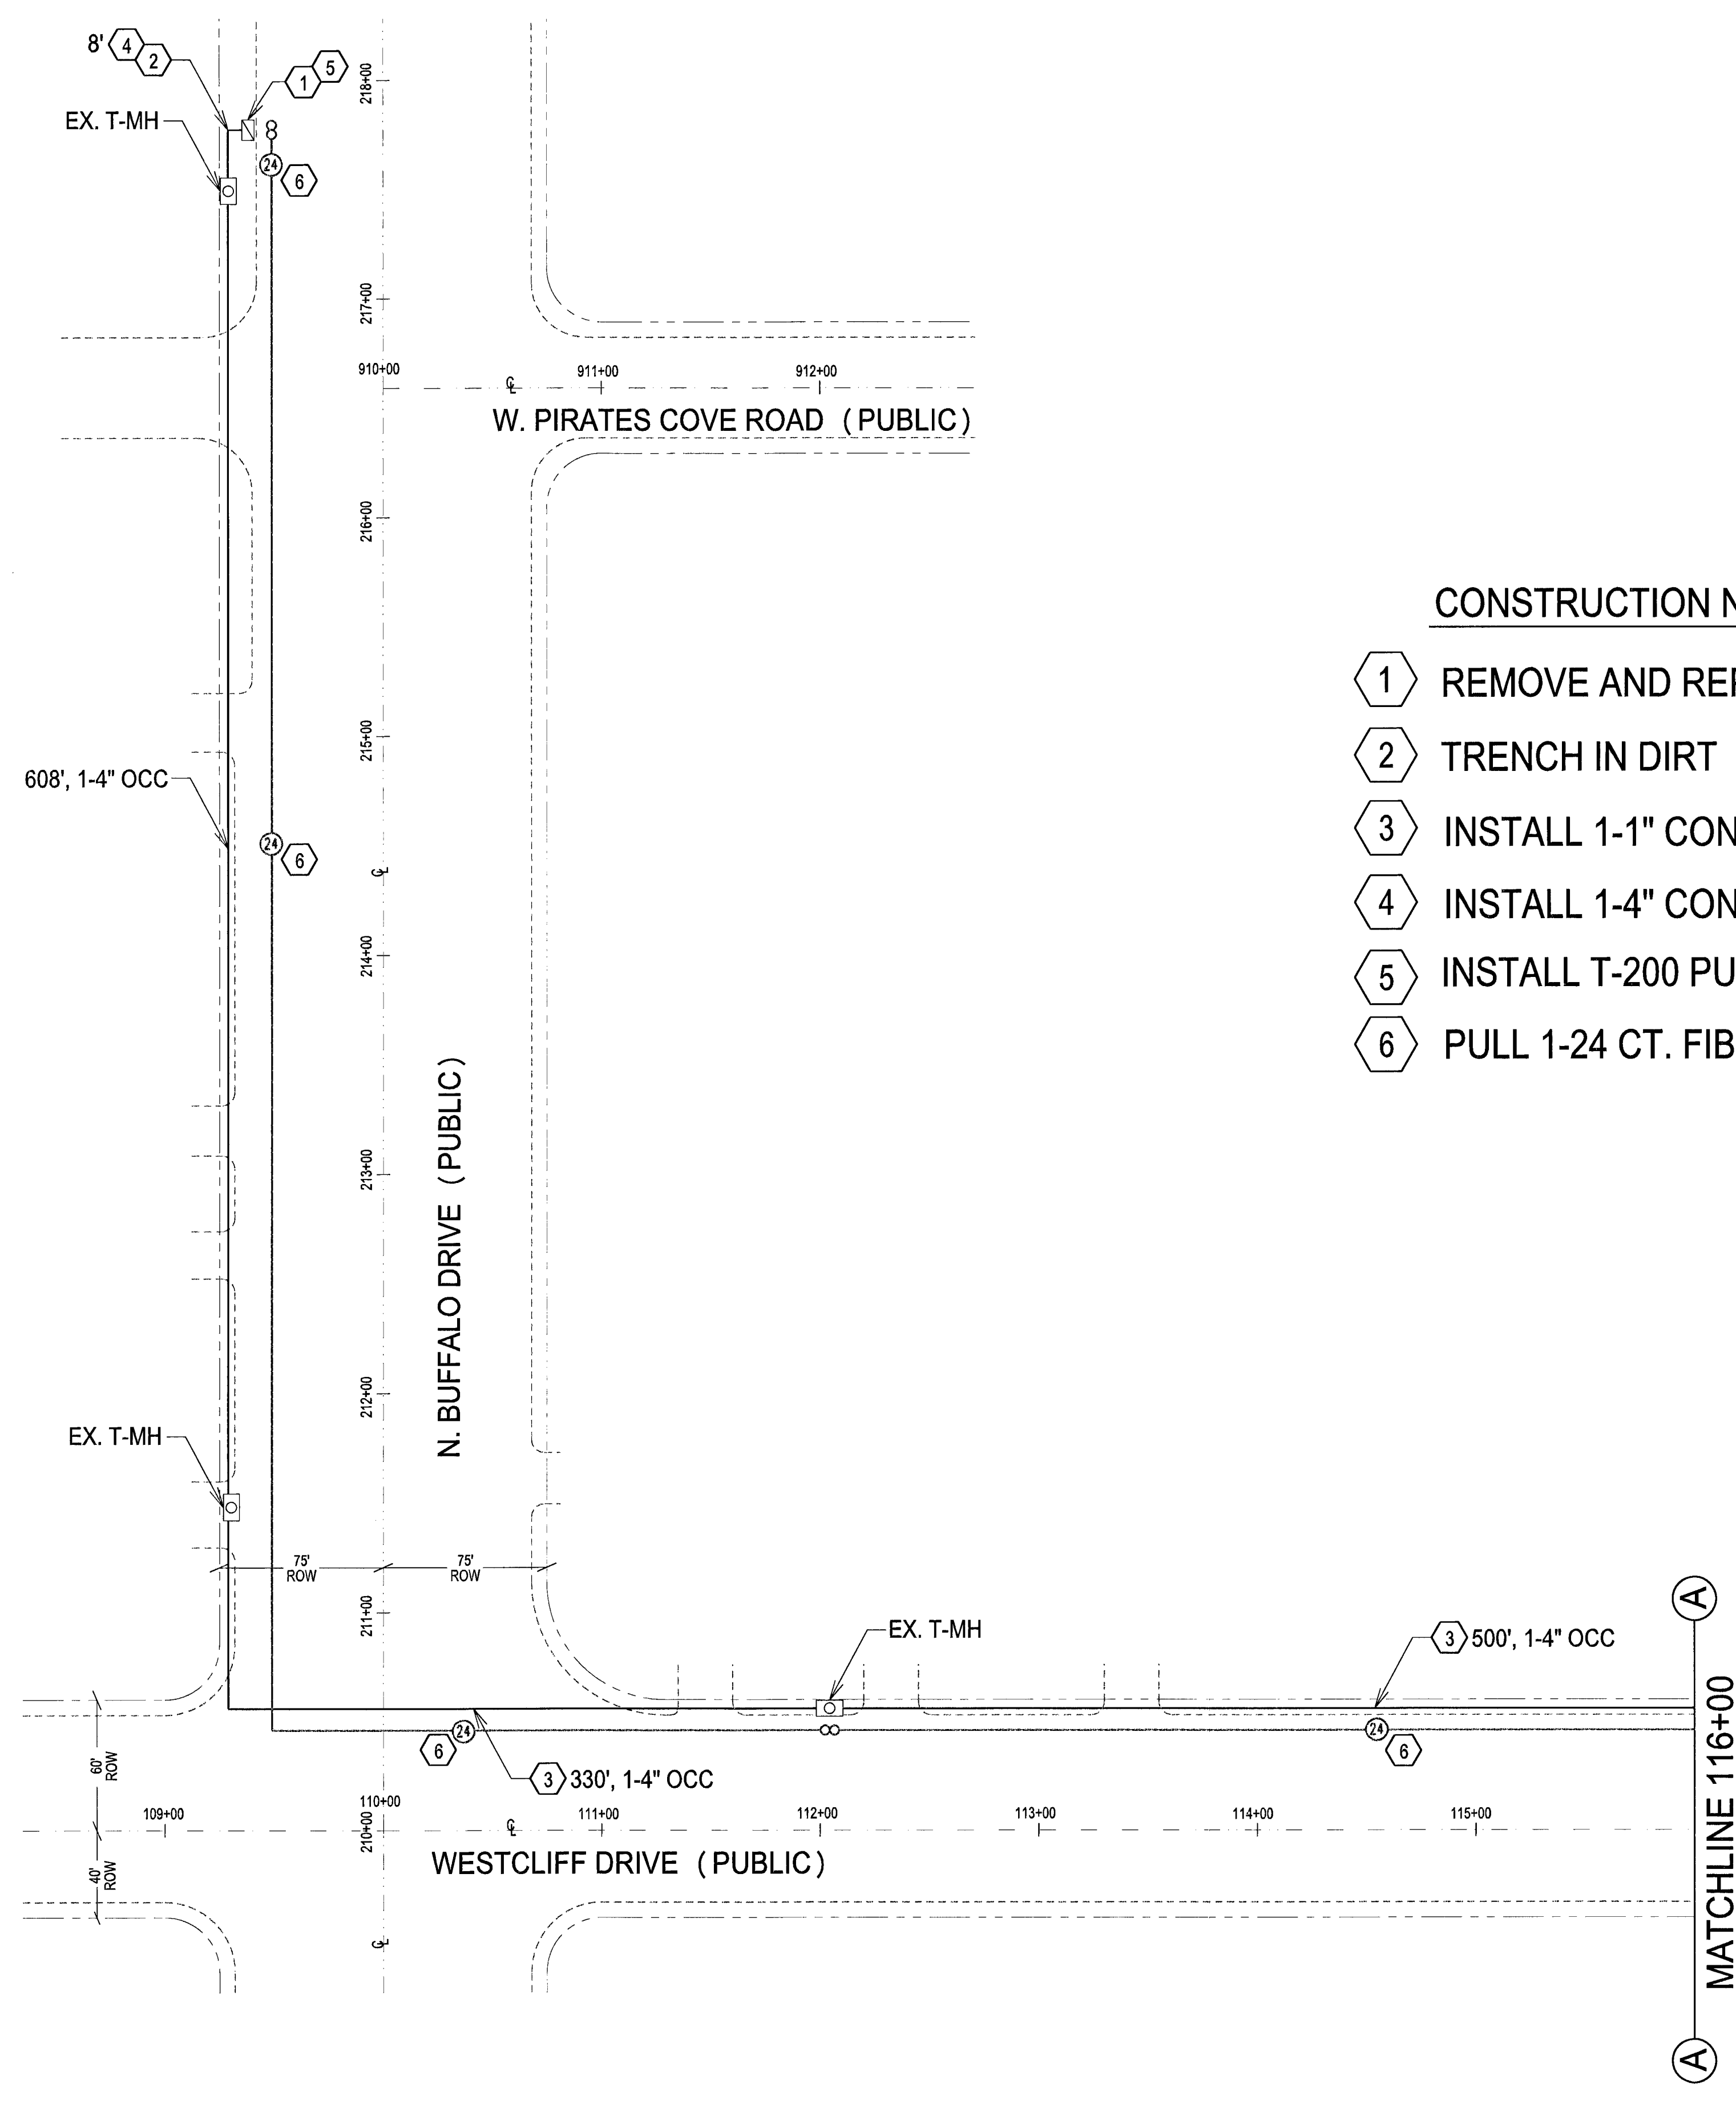 8' 4 2
1 5
EX. T-MH
24 6
218+00
217+00
910+00 911+00 912+00
W. PIRATES COVE ROAD (PUBLIC)
216+00
215+00
608', 1-4" OCC
24 6
214+00
213+00
212+00
N. BUFFALO DRIVE (PUBLIC)
EX. T-MH
75'
ROW
75'
ROW
211+00
CONSTRUCTION N
1 REMOVE AND REP
2 TRENCH IN DIRT
3 INSTALL 1-1" CON
4 INSTALL 1-4" CON
5 INSTALL T-200 PU
6 PULL 1-24 CT. FIB
EX. T-MH
3 500', 1-4" OCC
A
24 6
24 6
3 330', 1-4" OCC
60'
ROW
109+00 110+00 111+00 112+00 113+00 114+00 115+00
210+00
WESTCLIFF DRIVE (PUBLIC)
40'
ROW
MATCHLINE 116+00
A